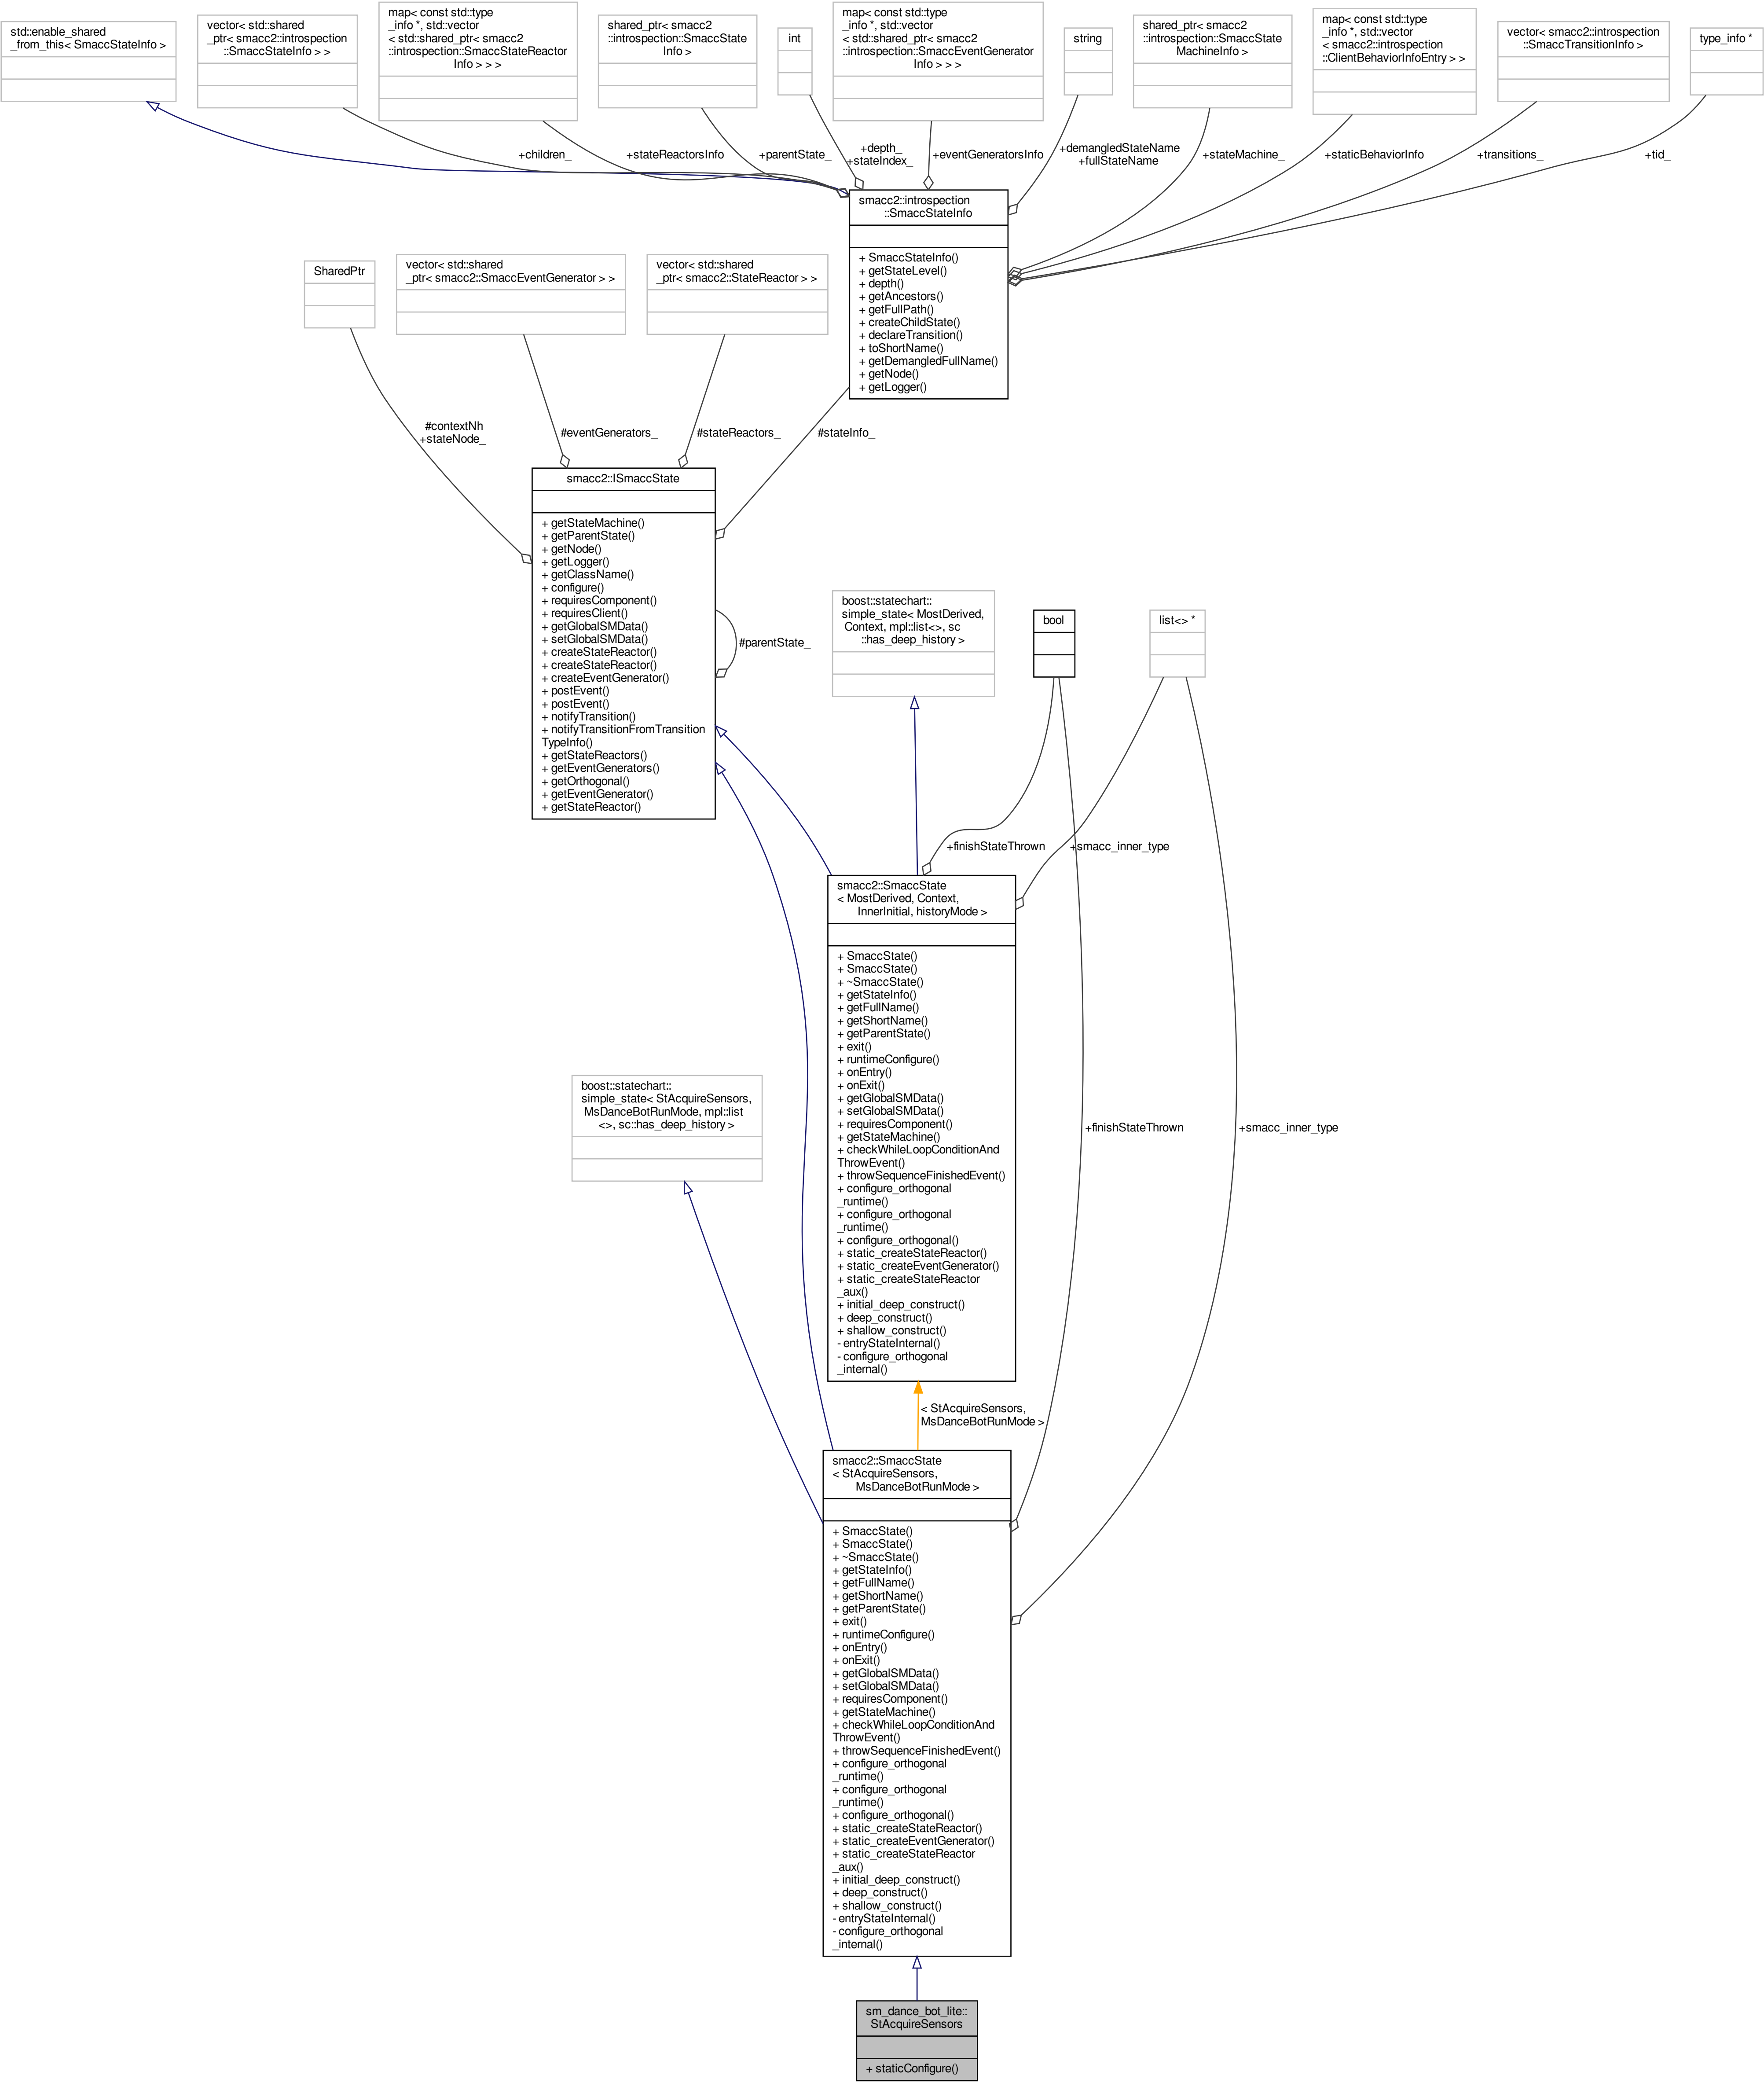 std::enable_shared
_from_this< SmaccStateInfo >
vector< std::shared
_ptr< smacc2::introspection
::SmaccStateInfo > >
map< const std::type
_info *, std::vector
< std::shared_ptr< smacc2
::introspection::SmaccStateReactor
Info > > >
shared_ptr< smacc2
::introspection::SmaccState
Info >
int
map< const std::type
_info *, std::vector
< std::shared_ptr< smacc2
::introspection::SmaccEventGenerator
Info > > >
string
shared_ptr< smacc2
::introspection::SmaccState
MachineInfo >
map< const std::type
_info *, std::vector
< smacc2::introspection
::ClientBehaviorInfoEntry > >
vector< smacc2::introspection
::SmaccTransitionInfo >
type_info *
+children_
+stateReactorsInfo
+parentState_
+depth_
+stateIndex_
+eventGeneratorsInfo
+demangledStateName
+fullStateName
+stateMachine_
+staticBehaviorInfo
+transitions_
+tid_
smacc2::introspection
::SmaccStateInfo
+ SmaccStateInfo()
+ getStateLevel()
+ depth()
+ getAncestors()
+ getFullPath()
+ createChildState()
+ declareTransition()
+ toShortName()
+ getDemangledFullName()
+ getNode()
+ getLogger()
SharedPtr
vector< std::shared
_ptr< smacc2::SmaccEventGenerator > >
vector< std::shared
_ptr< smacc2::StateReactor > >
#contextNh
+stateNode_
#eventGenerators_
#stateReactors_
#stateInfo_
smacc2::ISmaccState
+ getStateMachine()
+ getParentState()
+ getNode()
+ getLogger()
+ getClassName()
+ configure()
+ requiresComponent()
+ requiresClient()
+ getGlobalSMData()
+ setGlobalSMData()
+ createStateReactor()
+ createStateReactor()
+ createEventGenerator()
+ postEvent()
+ postEvent()
+ notifyTransition()
+ notifyTransitionFromTransition
TypeInfo()
+ getStateReactors()
+ getEventGenerators()
+ getOrthogonal()
+ getEventGenerator()
+ getStateReactor()
#parentState_
boost::statechart::
simple_state< MostDerived,
Context, mpl::list<>, sc
::has_deep_history >
bool
list<> *
+finishStateThrown
+smacc_inner_type
smacc2::SmaccState
< MostDerived, Context,
InnerInitial, historyMode >
+ SmaccState()
+ SmaccState()
+ ~SmaccState()
+ getStateInfo()
+ getFullName()
+ getShortName()
+ getParentState()
+ exit()
+ runtimeConfigure()
+ onEntry()
+ onExit()
+ getGlobalSMData()
+ setGlobalSMData()
+ requiresComponent()
+ getStateMachine()
+ checkWhileLoopConditionAnd
ThrowEvent()
+ throwSequenceFinishedEvent()
+ configure_orthogonal
_runtime()
+ configure_orthogonal
_runtime()
+ configure_orthogonal()
+ static_createStateReactor()
+ static_createEventGenerator()
+ static_createStateReactor
_aux()
+ initial_deep_construct()
+ deep_construct()
+ shallow_construct()
- entryStateInternal()
- configure_orthogonal
_internal()
boost::statechart::
simple_state< StAcquireSensors,
MsDanceBotRunMode, mpl::list
<>, sc::has_deep_history >
+finishStateThrown
+smacc_inner_type
< StAcquireSensors,
MsDanceBotRunMode >
smacc2::SmaccState
< StAcquireSensors,
MsDanceBotRunMode >
+ SmaccState()
+ SmaccState()
+ ~SmaccState()
+ getStateInfo()
+ getFullName()
+ getShortName()
+ getParentState()
+ exit()
+ runtimeConfigure()
+ onEntry()
+ onExit()
+ getGlobalSMData()
+ setGlobalSMData()
+ requiresComponent()
+ getStateMachine()
+ checkWhileLoopConditionAnd
ThrowEvent()
+ throwSequenceFinishedEvent()
+ configure_orthogonal
_runtime()
+ configure_orthogonal
_runtime()
+ configure_orthogonal()
+ static_createStateReactor()
+ static_createEventGenerator()
+ static_createStateReactor
_aux()
+ initial_deep_construct()
+ deep_construct()
+ shallow_construct()
- entryStateInternal()
- configure_orthogonal
_internal()
sm_dance_bot_lite::
StAcquireSensors
+ staticConfigure()